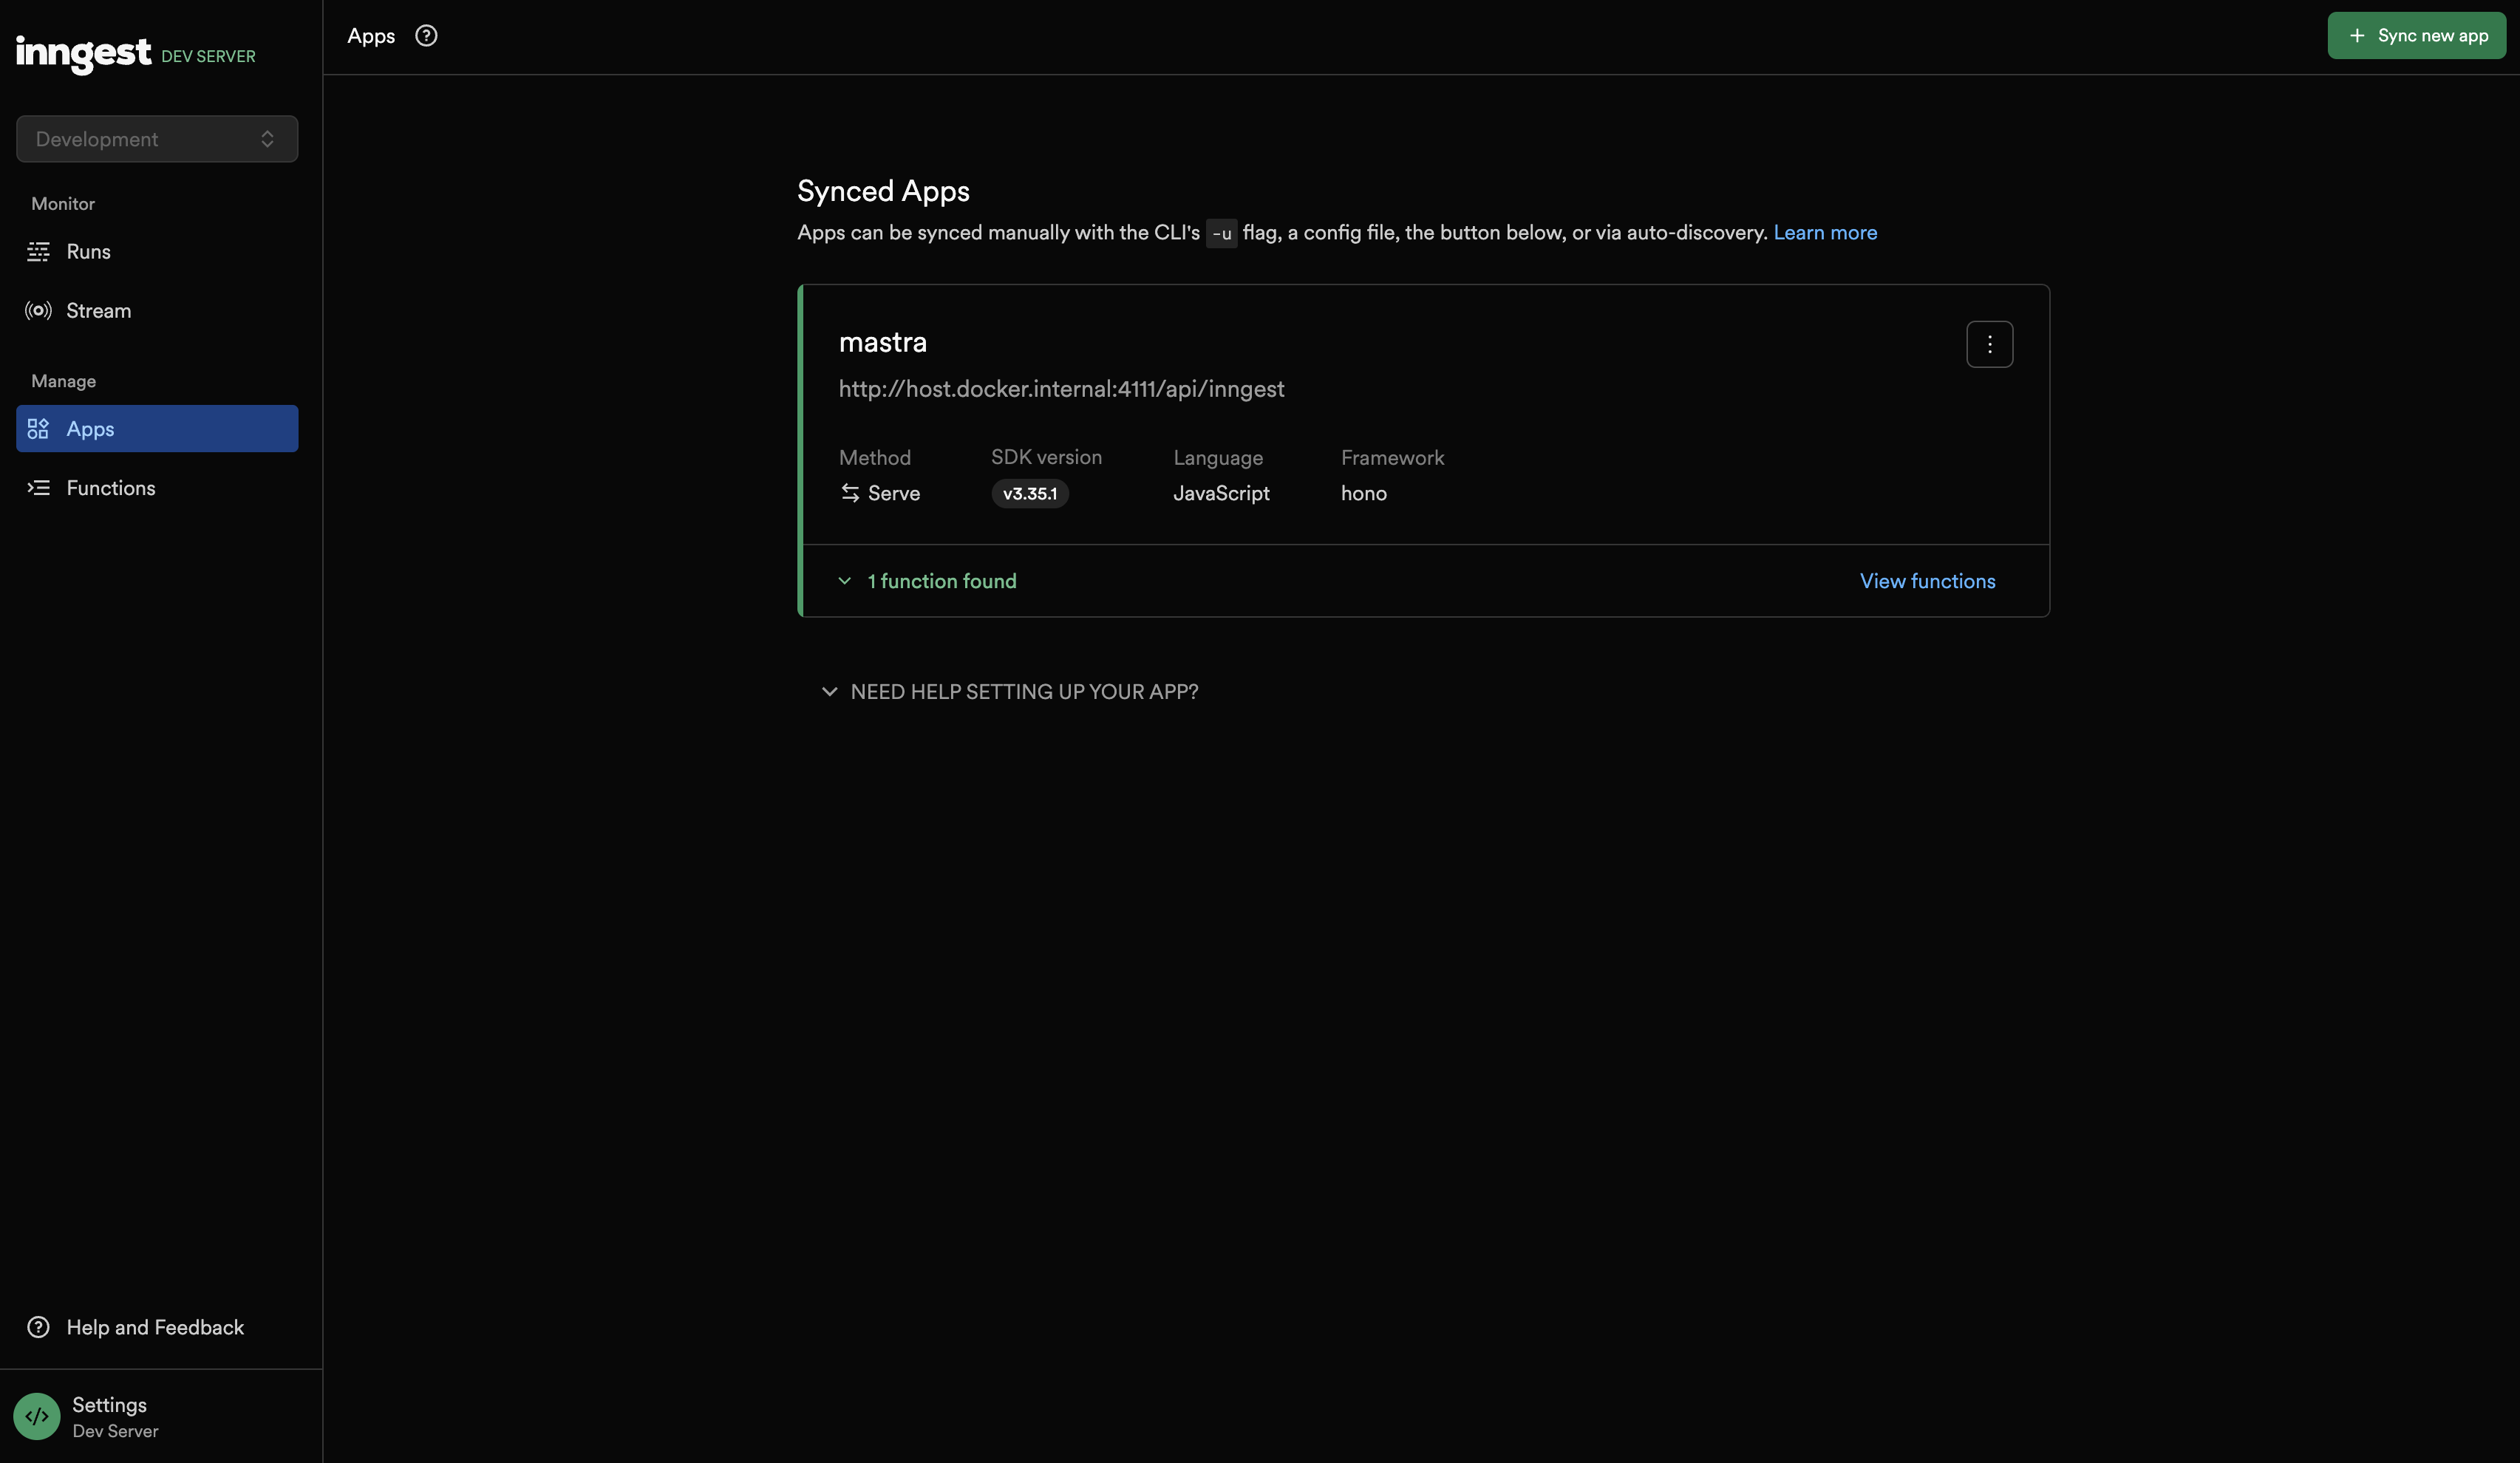 inngest DEV SERVER
Development
Monitor
Runs
Stream
Manage
Apps
Functions
Help and Feedback
Settings
Dev Server
Apps
Sync new app
Synced Apps
Apps can be synced manually with the CLI's -u flag, a config file, the button below, or via auto-discovery. Learn more
mastra
http://host.docker.internal:4111/api/inngest
Method SDK version Language Framework
Serve v3.35.1 JavaScript hono
1 function found View functions
NEED HELP SETTING UP YOUR APP?